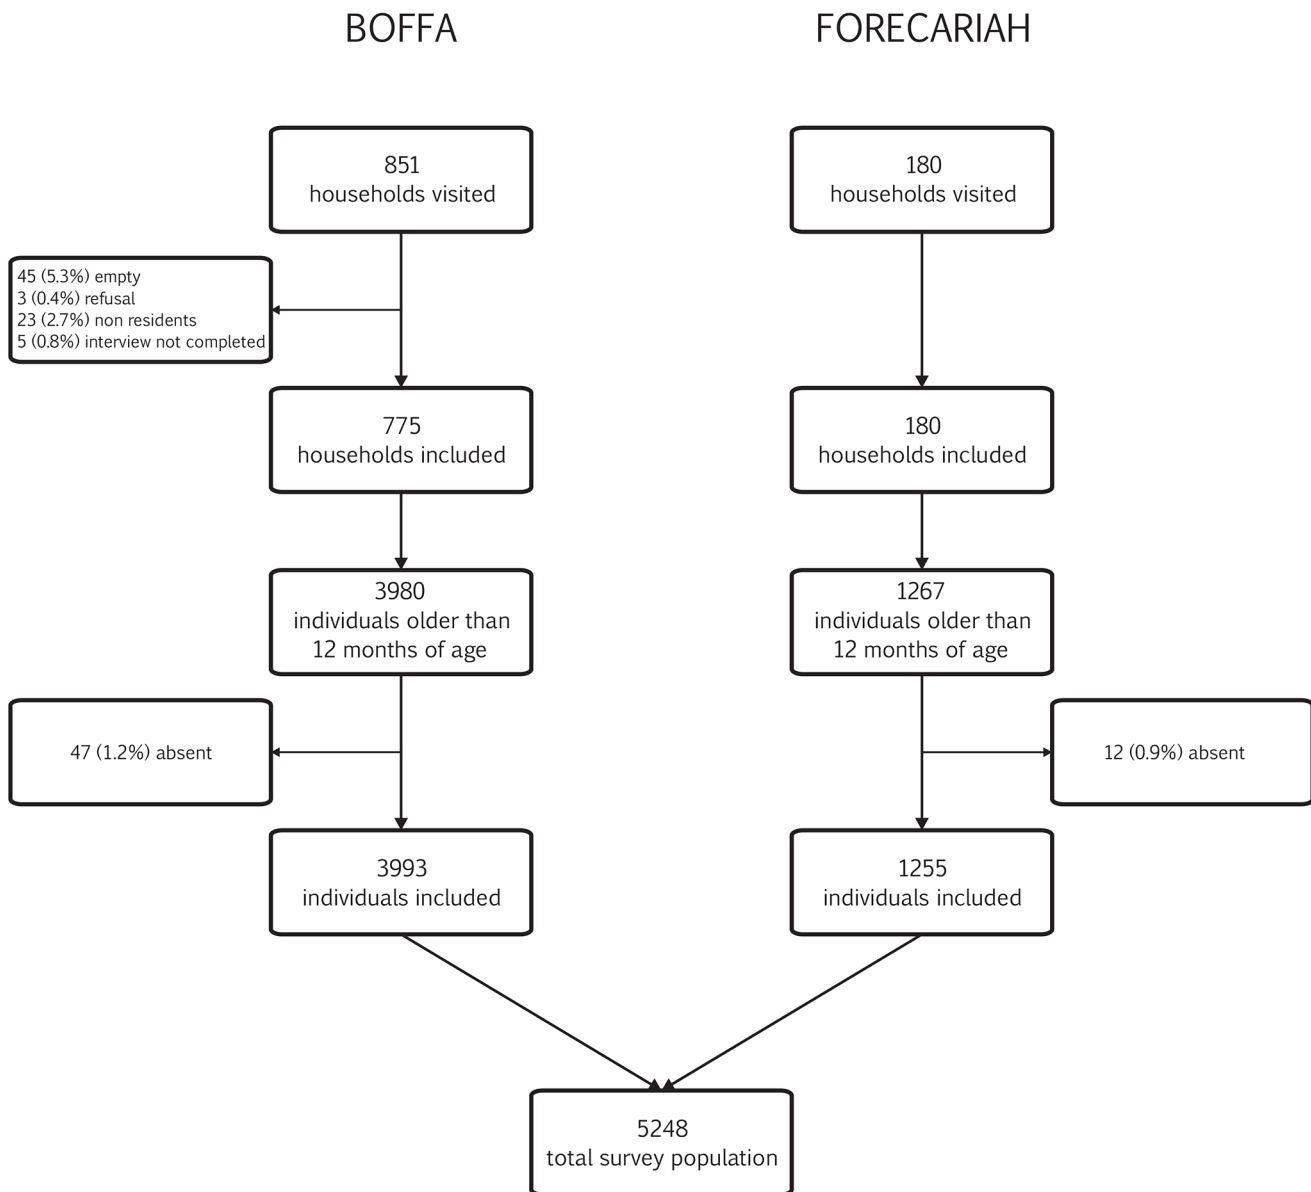 BOFFA
FORECARIAH
851
households visited
180
households visited
45 (5.3%) empty
3 (0.4%) refusal
23 (2.7%) non residents
5 (0.8%) interview not completed
775
households included
180
households included
3980
individuals older than
12 months of age
1267
individuals older than
12 months of age
47 (1.2%) absent
12 (0.9%) absent
3993
individuals included
1255
individuals included
5248
total survey population